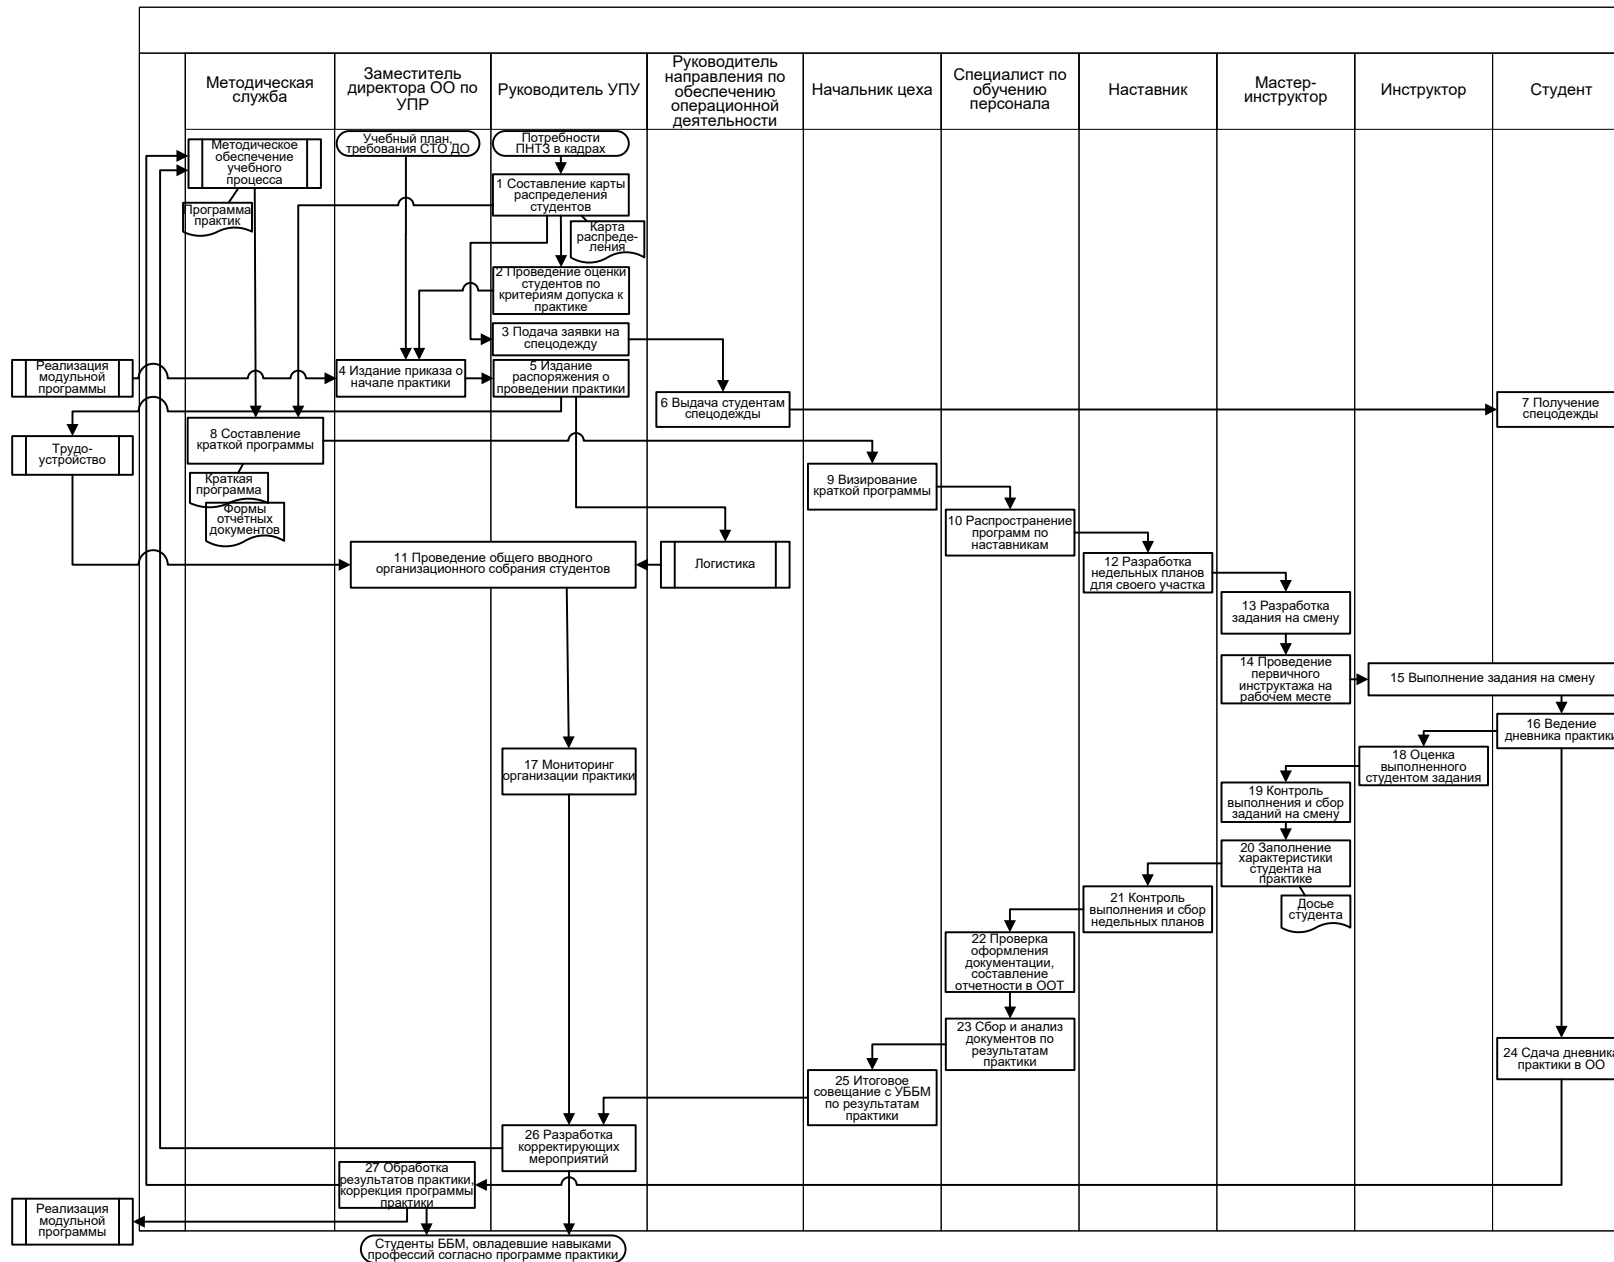 Методическая
служба
Заместитель
директора ОО по
УПР
Руководитель УПУ
Руководитель
направления по
обеспечению
операционной
деятельности
Начальник цеха
Специалист по
обучению
персонала
Наставник
Мастер-
инструктор
Инструктор
Студент
Методическое
обеспечение
учебного
процесса
Учебный план,
требования СТО ДО
Потребности
ПНТЗ в кадрах
Программа
практик
1 Составление карты
распределения
студентов
Карта
распреде-
ления
2 Проведение оценки
студентов по
критериям допуска к
практике
3 Подача заявки на
спецодежду
Реализация
модульной
программы
4 Издание приказа о
начале практики
5 Издание
распоряжения о
проведении практики
6 Выдача студентам
спецодежды
7 Получение
спецодежды
Трудо-
устройство
8 Составление
краткой программы
Краткая
программа
Формы
отчетных
документов
9 Визирование
краткой программы
10 Распространение
программ по
наставникам
11 Проведение общего вводного
организационного собрания студентов
Логистика
12 Разработка
недельных планов
для своего участка
13 Разработка
задания на смену
14 Проведение
первичного
инструктажа на
рабочем месте
15 Выполнение задания на смену
16 Ведение
дневника практики
17 Мониторинг
организации практики
18 Оценка
выполненного
студентом задания
19 Контроль
выполнения и сбор
заданий на смену
20 Заполнение
характеристики
студента на
практике
Досье
студента
21 Контроль
выполнения и сбор
недельных планов
22 Проверка
оформления
документации,
составление
отчетности в ООТ
23 Сбор и анализ
документов по
результатам
практики
24 Сдача дневника
практики в ОО
25 Итоговое
совещание с УББМ
по результатам
практики
26 Разработка
корректирующих
мероприятий
27 Обработка
результатов практики,
коррекция программы
практики
Реализация
модульной
программы
Студенты ББМ, овладевшие навыками
профессий согласно программе практики